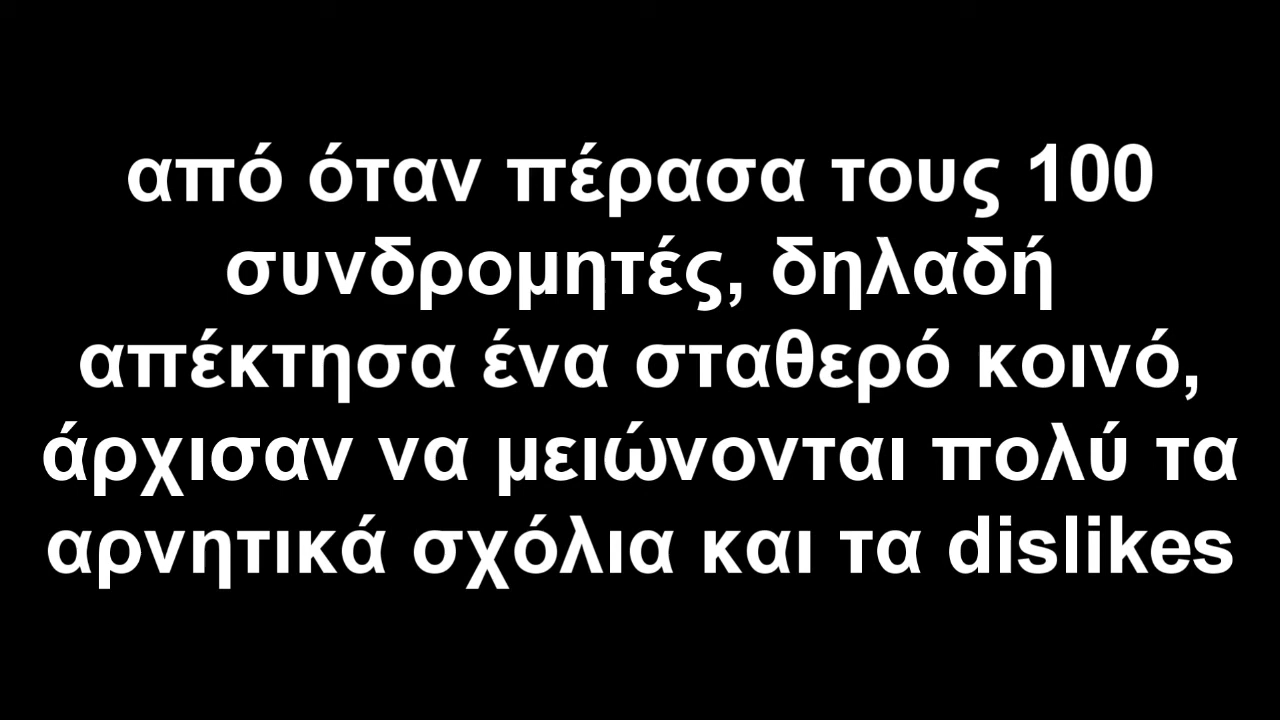 από όταν πέρασα τους 100
συνδρομητές, δηλαδή
απέκτησα ένα σταθερό κοινό,
άρχισαν να μειώνονται πολύ τα
αρνητικά σχόλια και τα dislikes